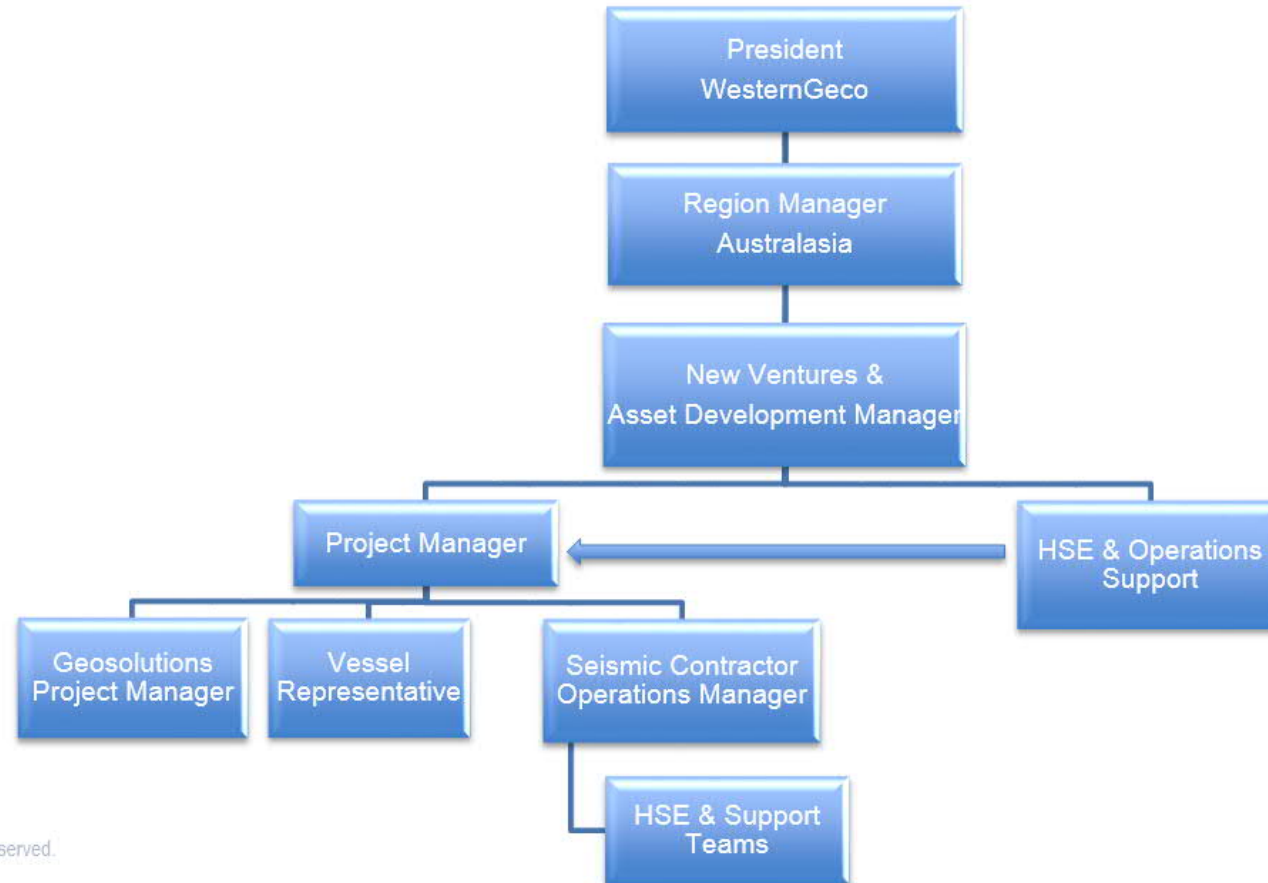 President
WesternGeco
Region Manager
Australasia
New Ventures &
Asset Development Manager
Project Manager
HSE & Operations
Support
Geosolutions
Project Manager
Vessel
Representative
Seismic Contractor
Operations Manager
HSE & Support
Teams
served.